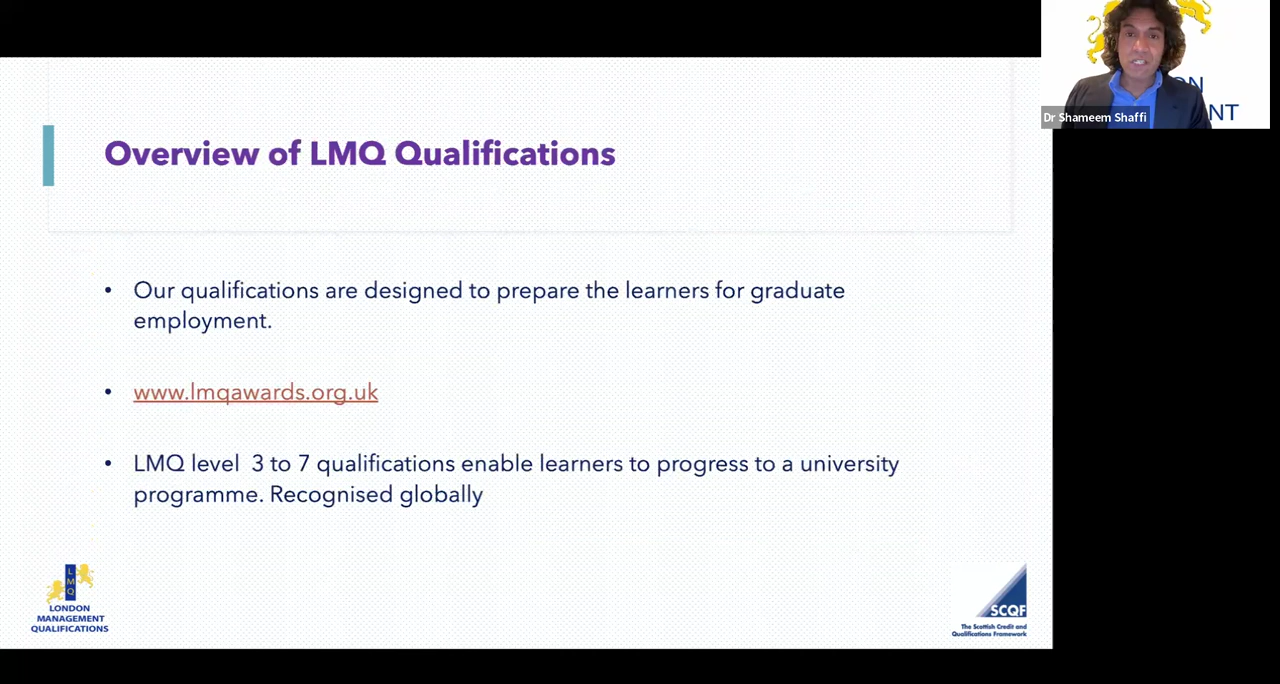 ON
NT
Dr Shameem Shaffi
Overview of LMQ Qualifications
• Our qualifications are designed to prepare the learners for graduate
employment.
• www.lmqawards.org.uk
• LMQ level  3 to 7 qualifications enable learners to progress to a university
programme. Recognised globally
L
M
Q
LONDON
MANAGEMENT
QUALIFICATIONS
SCQF
The Scottish Credit and
Qualifications Framework